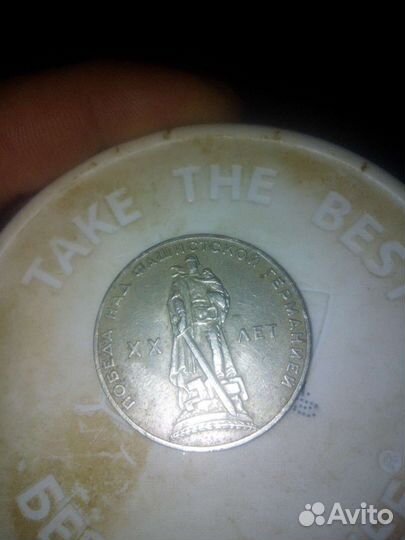 TAKE THE BEST
ПОБЕДА НАД ФАШИСТСКОЙ ГЕРМАНИЕЙ
XX ЛЕТ
Avito